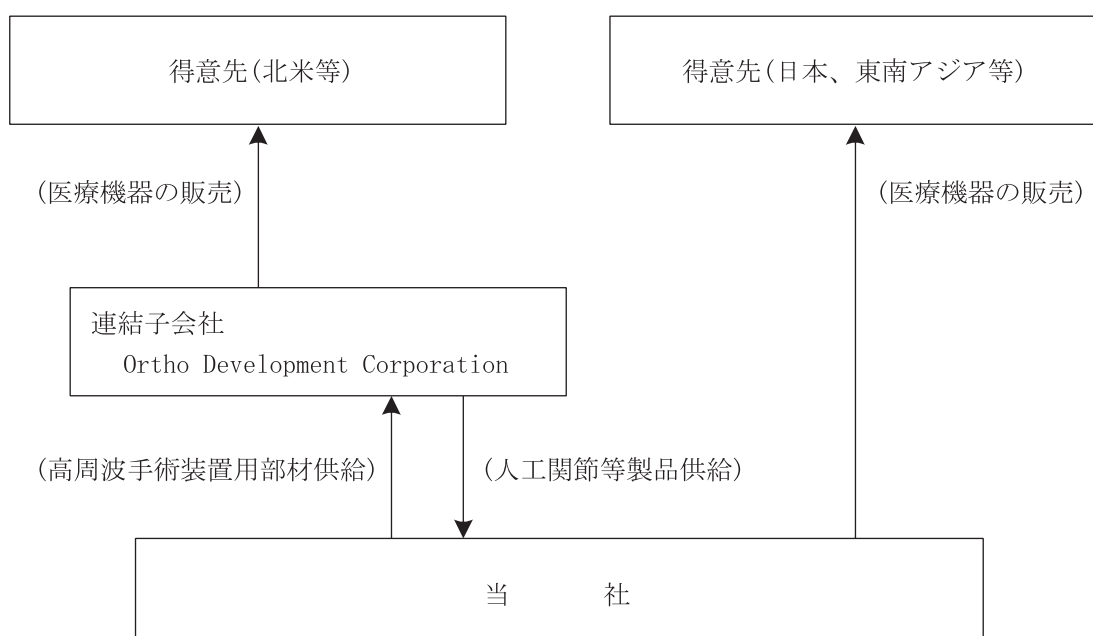 得意先(北米等)
得意先(日本、東南アジア等)
(医療機器の販売)
(医療機器の販売)
連結子会社
Ortho Development Corporation
(高周波手術装置用部材供給)
(人工関節等製品供給)
当　　　社